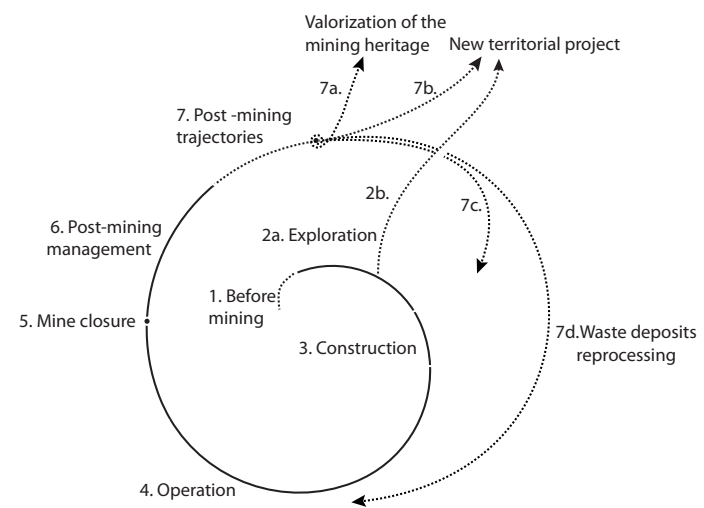 Valorization of the
mining heritage
New territorial project
7a.
7b.
7. Post -mining
trajectories
2b.
7c.
6. Post-mining
management
2a. Exploration
1. Before
mining
5. Mine closure
3. Construction
7d.Waste deposits
reprocessing
4. Operation